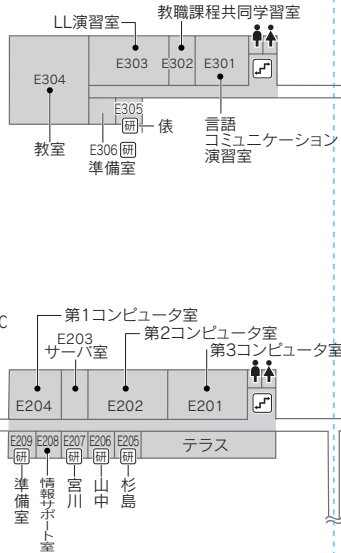 教職課程共同学習室
LL演習室
E304
E303
E302
E301
E305
研
俵
E306 研
準備室
教室
言語
コミュニケーション
演習室
C
第1コンピュータ室
E203
サーバ室
第2コンピュータ室
第3コンピュータ室
E204
E202
E201
E209
E208
E207
E206
E205
テラス
研
研
研
研
準備室
情報サポート室
宮川
山中
杉島